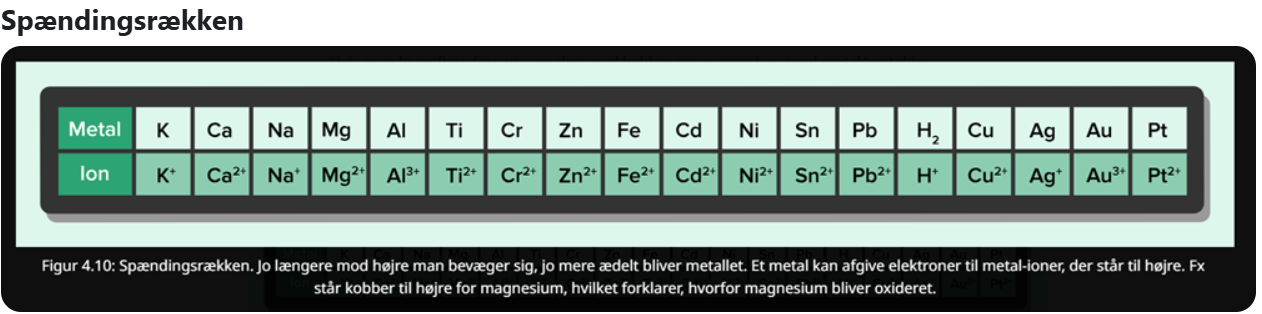 Spændingsrækken
Metal K Ca Na Mg Al Ti Cr Zn Fe Cd Ni Sn Pb H₂ Cu Ag Au Pt
Ion K⁺ Ca²⁺ Na⁺ Mg²⁺ Al³⁺ Ti²⁺ Cr²⁺ Zn²⁺ Fe²⁺ Cd²⁺ Ni²⁺ Sn²⁺ Pb²⁺ H⁺ Cu²⁺ Ag⁺ Au³⁺ Pt²⁺
Figur 4.10: Spændingsrækken. Jo længere mod højre man bevæger sig, jo mere ædelt bliver metallet. Et metal kan afgive elektroner til metal-ioner, der står til højre. Fx
står kobber til højre for magnesium, hvilket forklarer, hvorfor magnesium bliver oxideret.